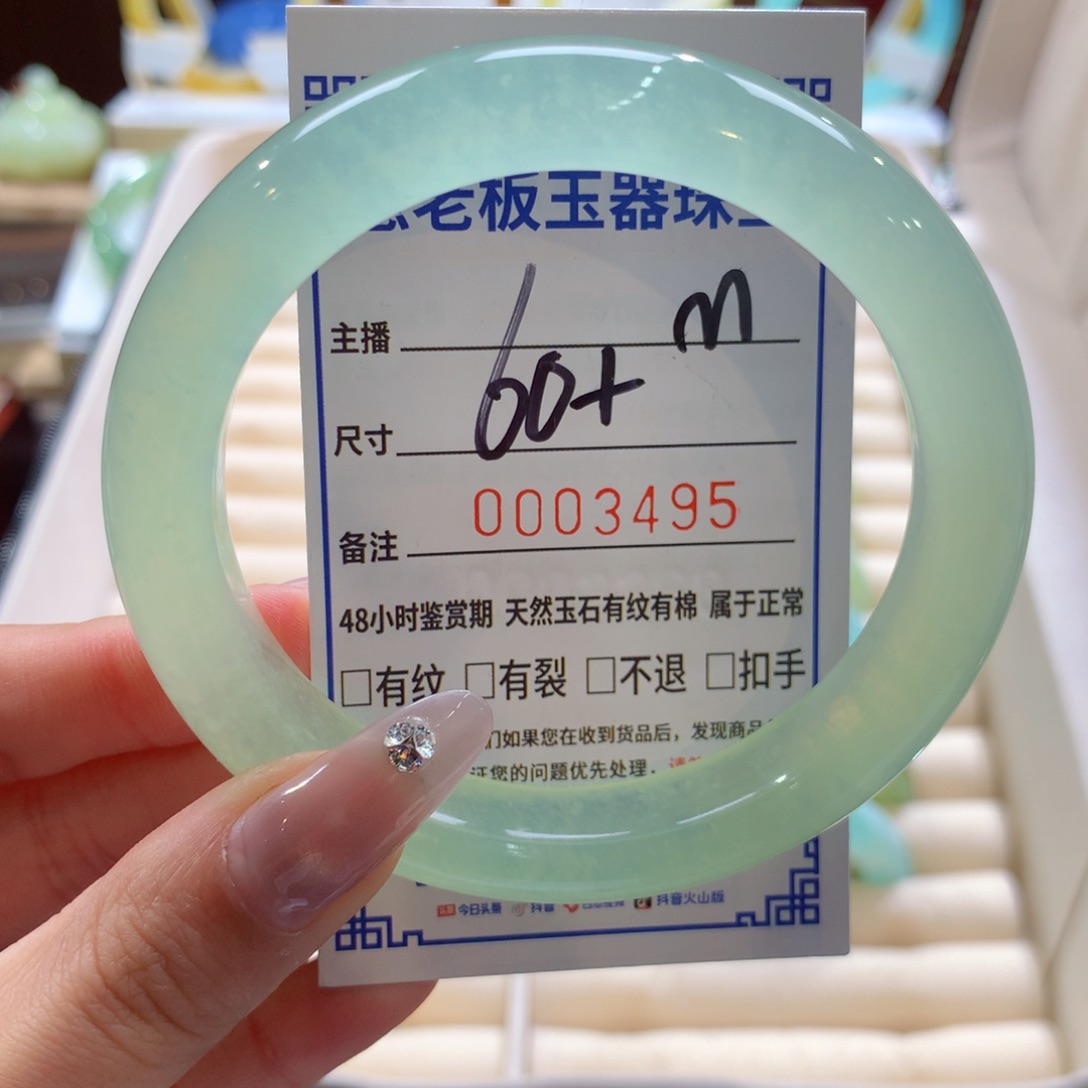 老板玉器珠
主播 m
尺寸 60+
0003495
备注
48小时鉴赏期 天然玉石有纹有棉 属于正常
□有纹 □有裂 □不退 □扣手
们如果您在收到货品后，发现商品
证您的问题优先处理，
今日头条 抖音 抖音火山版